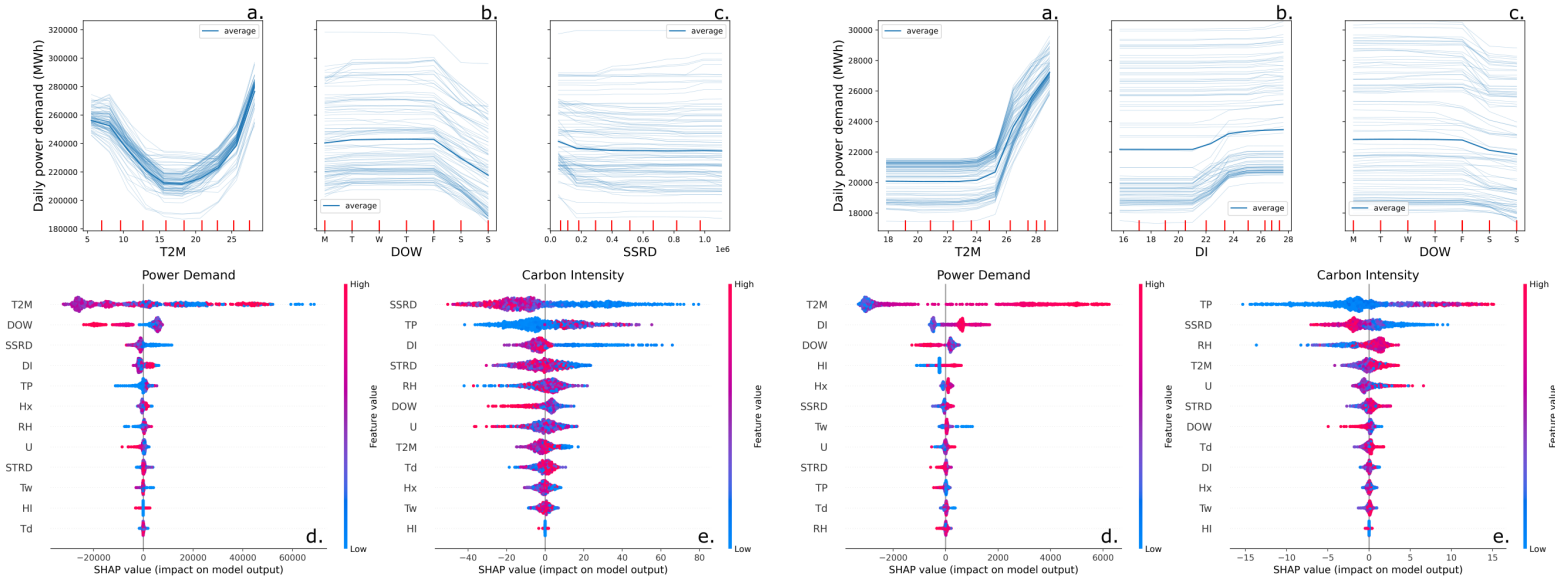 a.
average
Daily power demand (MWh)
320000
300000
280000
260000
240000
220000
200000
180000
5 10 15 20 25
T2M
b.
average
M T W T F S S
DOW
c.
average
0.0 0.2 0.4 0.6 0.8 1.0
1e6
SSRD
a.
average
Daily power demand (MWh)
30000
28000
26000
24000
22000
20000
18000
18 20 22 24 26 28
T2M
b.
average
16 18 20 22 24 26 28
DI
c.
average
M T W T F S S
DOW
Power Demand
T2M
DOW
SSRD
DI
TP
Hx
RH
U
STRD
Tw
HI
Td
−20000 0 20000 40000 60000
SHAP value (impact on model output)
d.
High
Feature value
Low
Carbon Intensity
SSRD
TP
DI
STRD
RH
DOW
U
T2M
Td
Hx
Tw
HI
−40 −20 0 20 40 60 80
SHAP value (impact on model output)
e.
High
Feature value
Low
Power Demand
T2M
DI
DOW
HI
Hx
SSRD
Tw
U
STRD
TP
Td
RH
−2000 0 2000 4000 6000
SHAP value (impact on model output)
d.
High
Feature value
Low
Carbon Intensity
TP
SSRD
RH
T2M
U
STRD
DOW
Td
DI
Hx
Tw
HI
−15 −10 −5 0 5 10 15
SHAP value (impact on model output)
e.
High
Feature value
Low